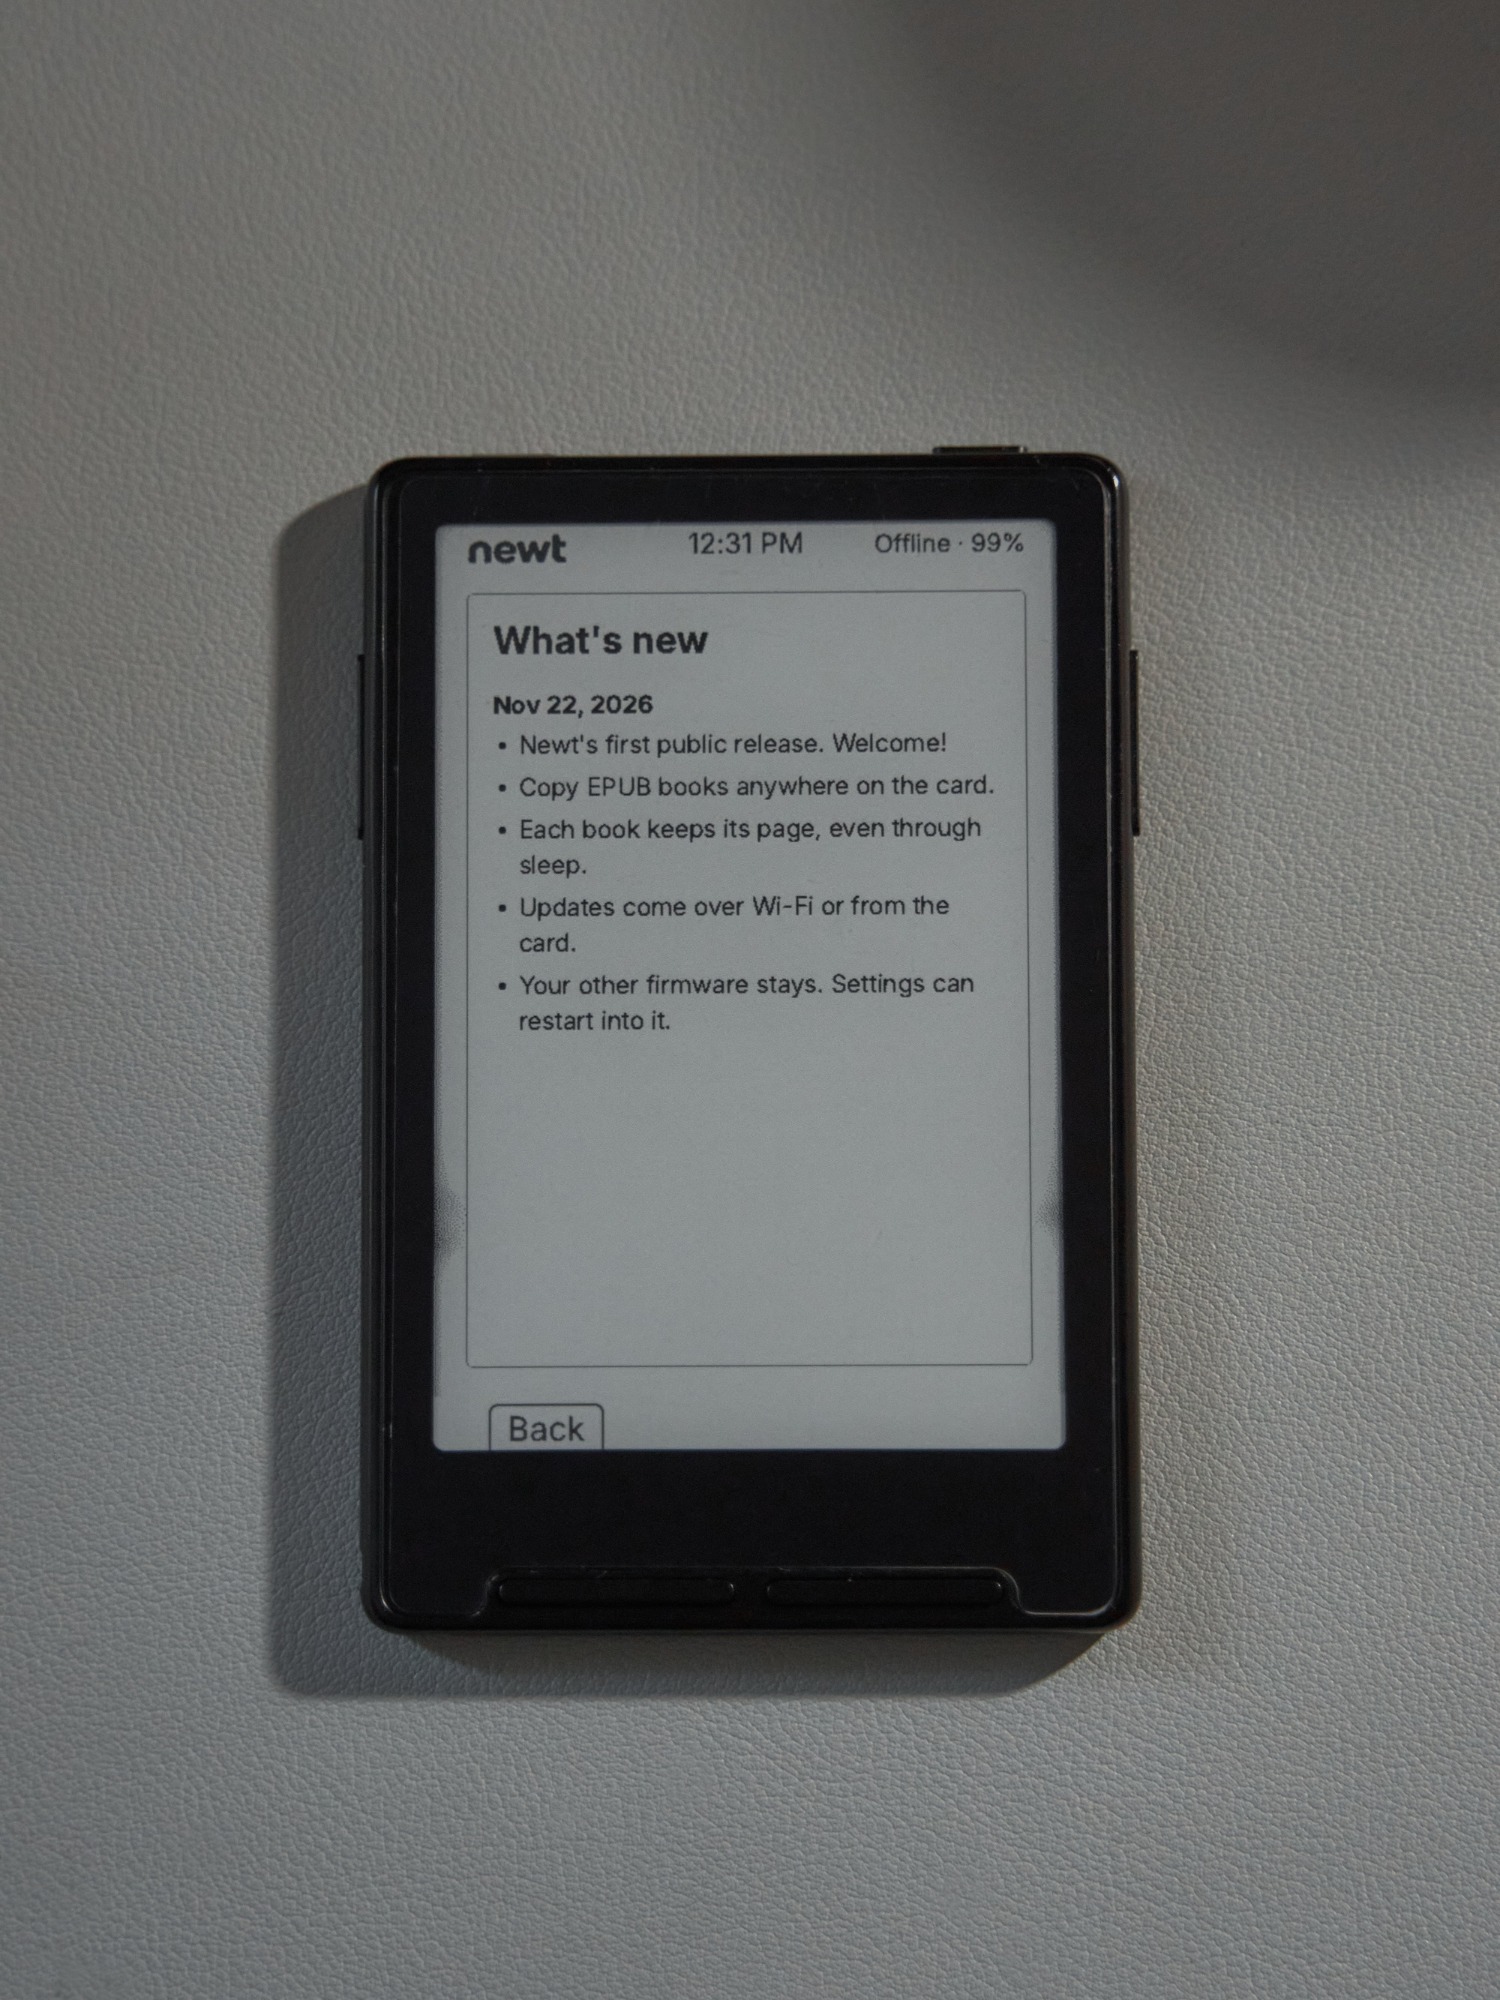 newt 12:31 PM Offline · 99%
What's new
Nov 22, 2026
• Newt's first public release. Welcome!
• Copy EPUB books anywhere on the card.
• Each book keeps its page, even through
sleep.
• Updates come over Wi-Fi or from the
card.
• Your other firmware stays. Settings can
restart into it.
Back